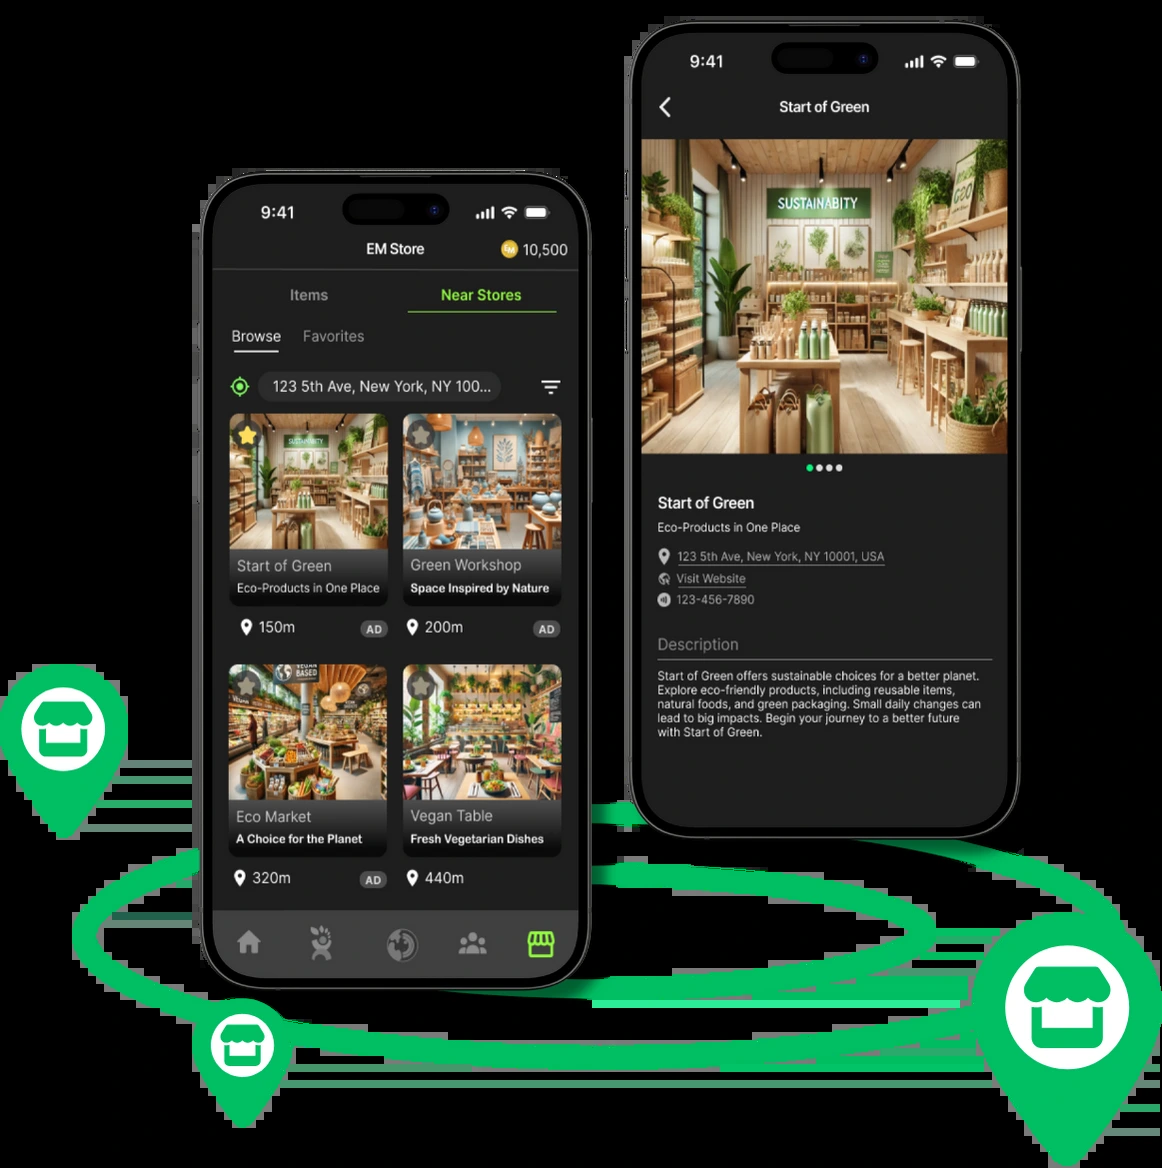 9:41
EM Store
EM
10,500
Items
Near Stores
Browse
Favorites
123 5th Ave, New York, NY 100...
SUSTAINABITY
Start of Green
Eco-Products in One Place
150m
AD
Green Workshop
Space Inspired by Nature
200m
AD
VEGAN
BASED
Eco Market
A Choice for the Planet
320m
AD
Vegan Table
Fresh Vegetarian Dishes
440m
9:41
Start of Green
SUSTAINABITY
Start of Green
Eco-Products in One Place
123 5th Ave, New York, NY 10001, USA
Visit Website
123-456-7890
Description
Start of Green offers sustainable choices for a better planet.
Explore eco-friendly products, including reusable items,
natural foods, and green packaging. Small daily changes can
lead to big impacts. Begin your journey to a better future
with Start of Green.